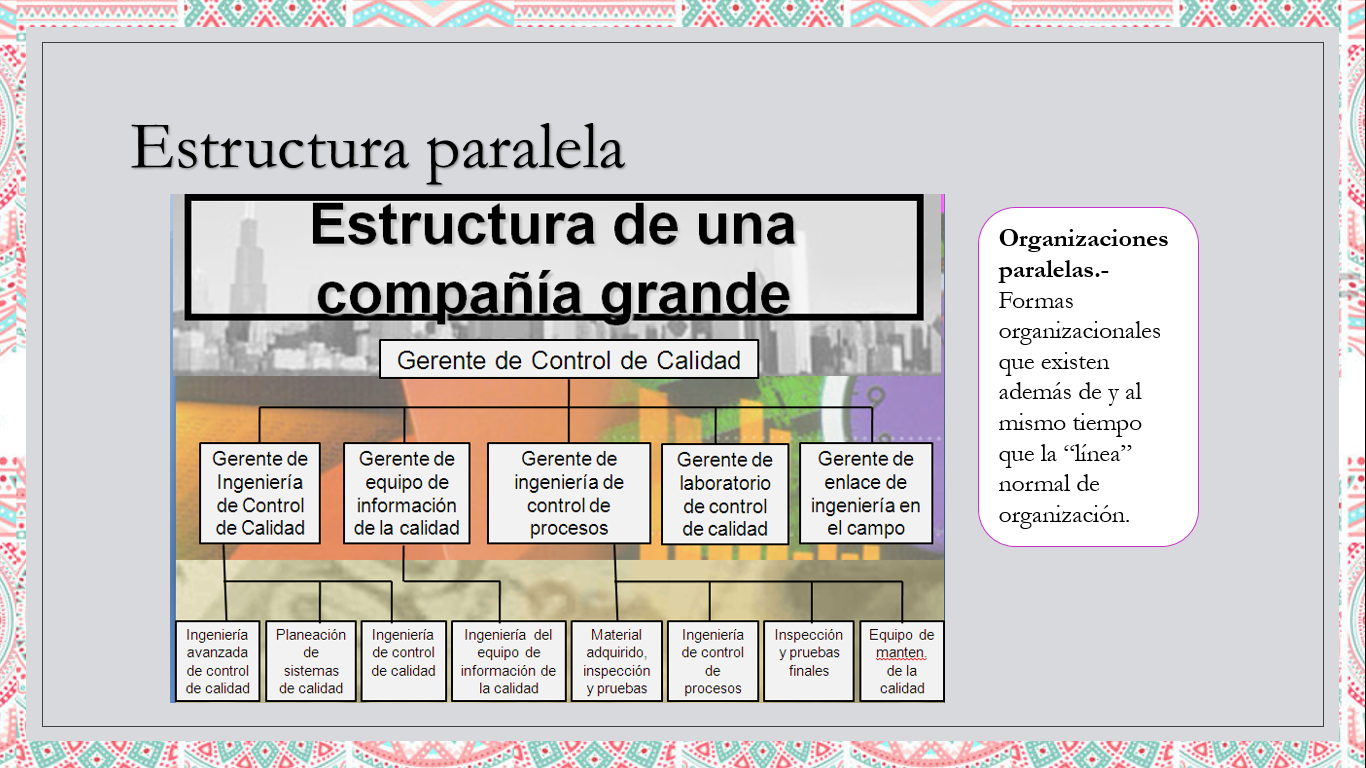 Estructura paralela
Estructura de una
compañía grande
Gerente de Control de Calidad
Gerente de
Ingeniería
de Control
de Calidad
Gerente de
equipo de
información
de la calidad
Gerente de
ingeniería de
control de
procesos
Gerente de
laboratorio
de control
de calidad
Gerente de
enlace de
ingeniería en
el campo
Ingeniería
avanzada
de control
de calidad
Planeación
de
sistemas
de calidad
Ingeniería
de control
de calidad
Ingeniería del
equipo de
información de
la calidad
Material
adquirido,
inspección
y pruebas
Ingeniería
de control
de
procesos
Inspección
y pruebas
finales
Equipo de
manten.
de la
calidad
Organizaciones
paralelas.-
Formas
organizacionales
que existen
además de y al
mismo tiempo
que la “línea”
normal de
organización.